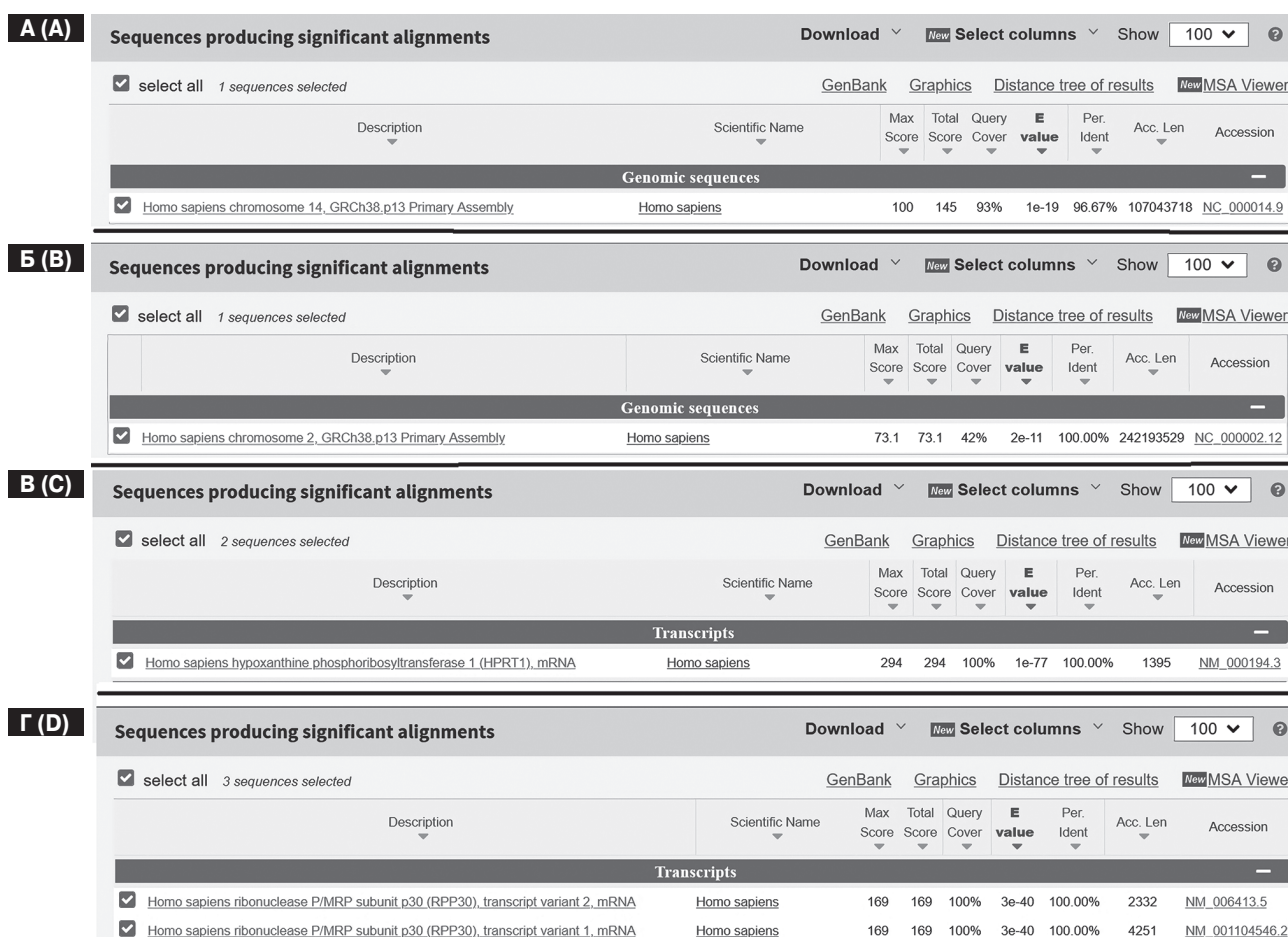 А (A)
Sequences producing significant alignments Download New Select columns Show 100 ?
select all 1 sequences selected GenBank Graphics Distance tree of results New MSA Viewer
Description Scientific Name Max Score Total Score Query Cover E value Per. Ident Acc. Len Accession
Genomic sequences
Homo sapiens chromosome 14, GRCh38.p13 Primary Assembly Homo sapiens 100 145 93% 1e-19 96.67% 107043718 NC_000014.9
Б (B)
Sequences producing significant alignments Download New Select columns Show 100 ?
select all 1 sequences selected GenBank Graphics Distance tree of results New MSA Viewer
Description Scientific Name Max Score Total Score Query Cover E value Per. Ident Acc. Len Accession
Genomic sequences
Homo sapiens chromosome 2, GRCh38.p13 Primary Assembly Homo sapiens 73.1 73.1 42% 2e-11 100.00% 242193529 NC_000002.12
В (C)
Sequences producing significant alignments Download New Select columns Show 100 ?
select all 2 sequences selected GenBank Graphics Distance tree of results New MSA Viewer
Description Scientific Name Max Score Total Score Query Cover E value Per. Ident Acc. Len Accession
Transcripts
Homo sapiens hypoxanthine phosphoribosyltransferase 1 (HPRT1), mRNA Homo sapiens 294 294 100% 1e-77 100.00% 1395 NM_000194.3
Г (D)
Sequences producing significant alignments Download New Select columns Show 100 ?
select all 3 sequences selected GenBank Graphics Distance tree of results New MSA Viewe
Description Scientific Name Max Score Total Score Query Cover E value Per. Ident Acc. Len Accession
Transcripts
Homo sapiens ribonuclease P/MRP subunit p30 (RPP30), transcript variant 2, mRNA Homo sapiens 169 169 100% 3e-40 100.00% 2332 NM_006413.5
Homo sapiens ribonuclease P/MRP subunit p30 (RPP30), transcript variant 1, mRNA Homo sapiens 169 169 100% 3e-40 100.00% 4251 NM_001104546.2